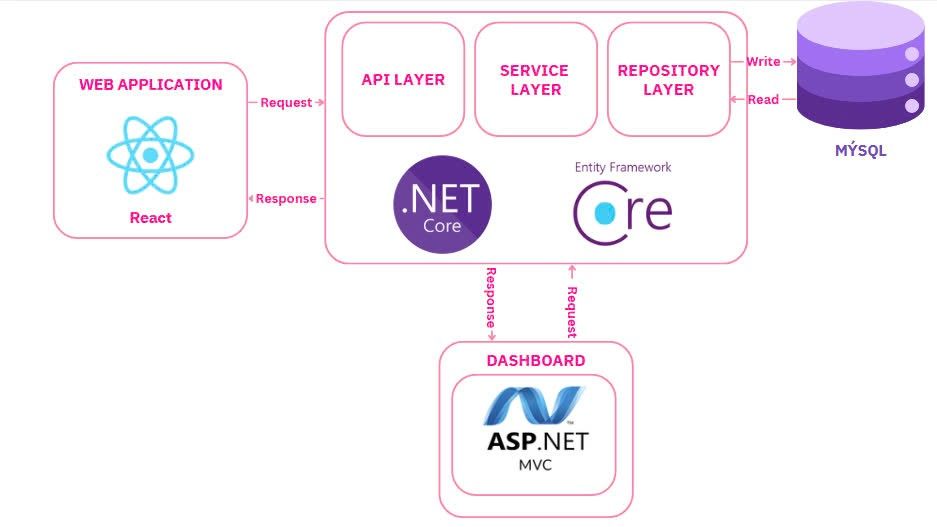 WEB APPLICATION
React
Request
Response
API LAYER
SERVICE
LAYER
REPOSITORY
LAYER
.NET
Core
Entity Framework
Core
Write
Read
MÝSQL
Response
Request
DASHBOARD
ASP.NET
™
MVC